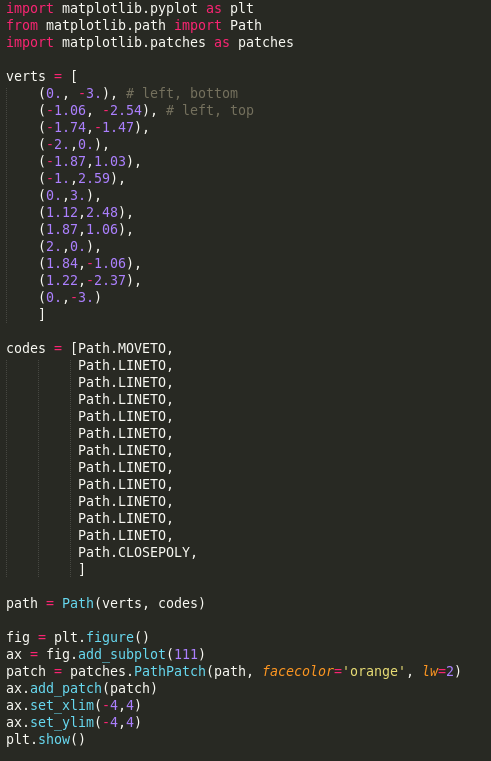 import matplotlib.pyplot as plt
from matplotlib.path import Path
import matplotlib.patches as patches

verts = [
    (0., -3.), # left, bottom
    (-1.06, -2.54), # left, top
    (-1.74,-1.47),
    (-2.,0.),
    (-1.87,1.03),
    (-1.,2.59),
    (0.,3.),
    (1.12,2.48),
    (1.87,1.06),
    (2.,0.),
    (1.84,-1.06),
    (1.22,-2.37),
    (0.,-3.)
    ]

codes = [Path.MOVETO,
         Path.LINETO,
         Path.LINETO,
         Path.LINETO,
         Path.LINETO,
         Path.LINETO,
         Path.LINETO,
         Path.LINETO,
         Path.LINETO,
         Path.LINETO,
         Path.LINETO,
         Path.LINETO,
         Path.CLOSEPOLY,
         ]

path = Path(verts, codes)

fig = plt.figure()
ax = fig.add_subplot(111)
patch = patches.PathPatch(path, facecolor='orange', lw=2)
ax.add_patch(patch)
ax.set_xlim(-4,4)
ax.set_ylim(-4,4)
plt.show()